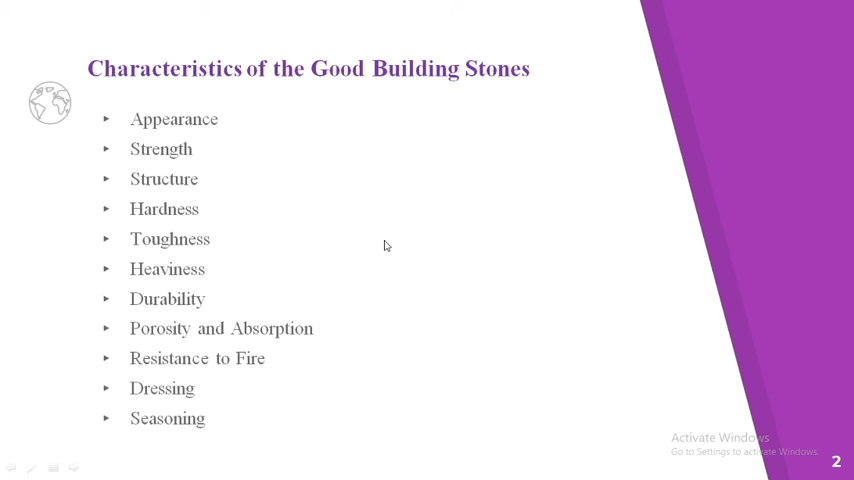 Characteristics of the Good Building Stones
Appearance
Strength
Structure
Hardness
Toughness
Heaviness
Durability
Porosity and Absorption
Resistance to Fire
Dressing
Seasoning
Activate Windows
Go to Settings to activate Windows.
2